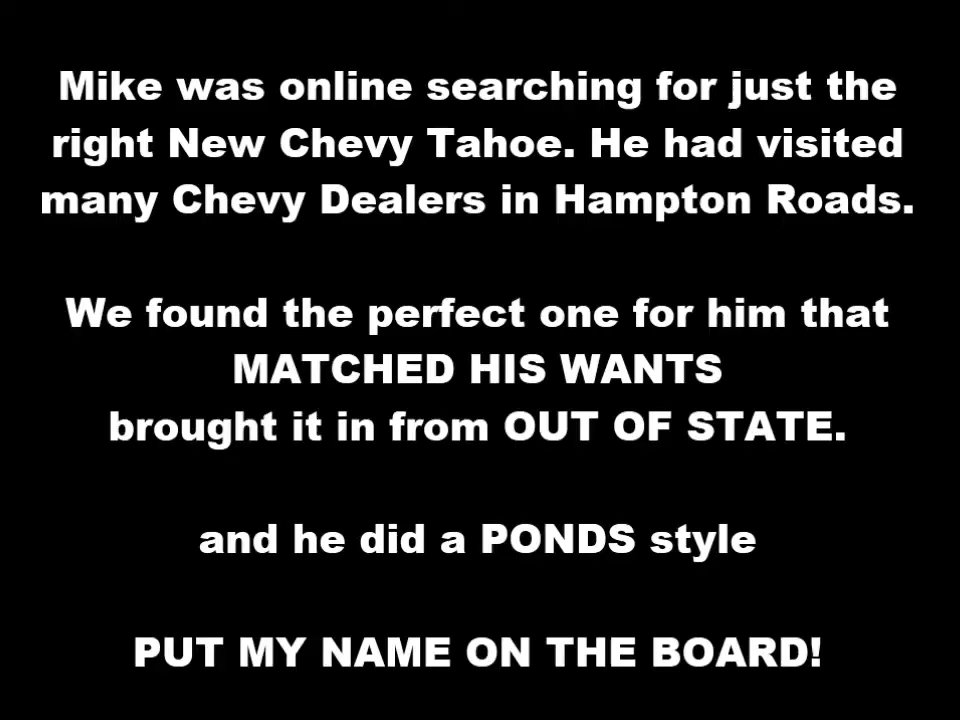 Mike was online searching for just the
right New Chevy Tahoe. He had visited
many Chevy Dealers in Hampton Roads.
We found the perfect one for him that
MATCHED HIS WANTS
brought it in from OUT OF STATE.
and he did a PONDS style
PUT MY NAME ON THE BOARD!